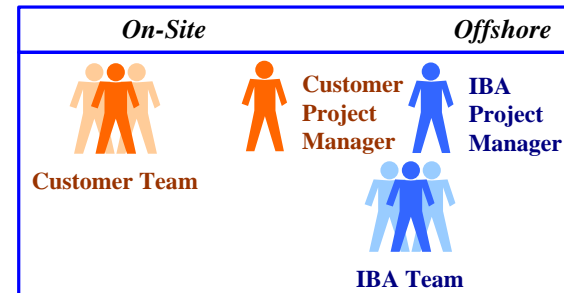 On-Site
Offshore
Customer
Project
Manager
IBA
Project
Manager
Customer Team
IBA Team